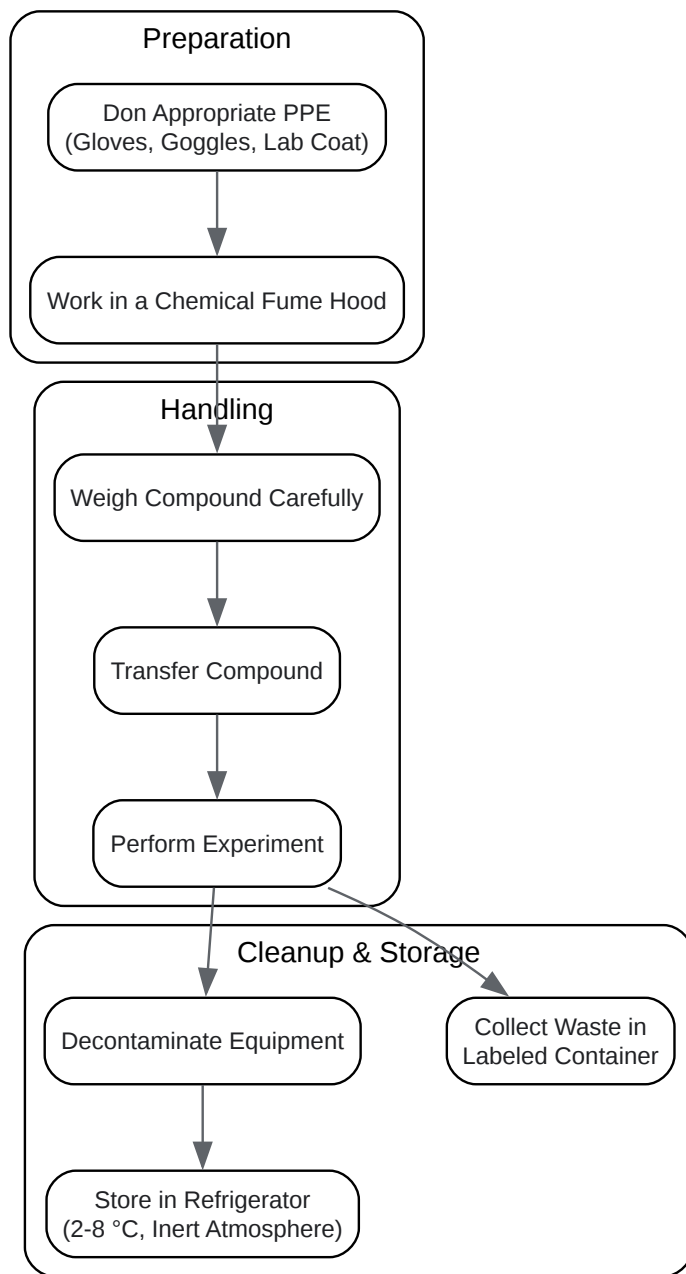 Preparation
Don Appropriate PPE
(Gloves, Goggles, Lab Coat)
Work in a Chemical Fume Hood
Handling
Weigh Compound Carefully
Transfer Compound
Perform Experiment
Cleanup & Storage
Decontaminate Equipment
Collect Waste in
Labeled Container
Store in Refrigerator
(2-8 °C, Inert Atmosphere)